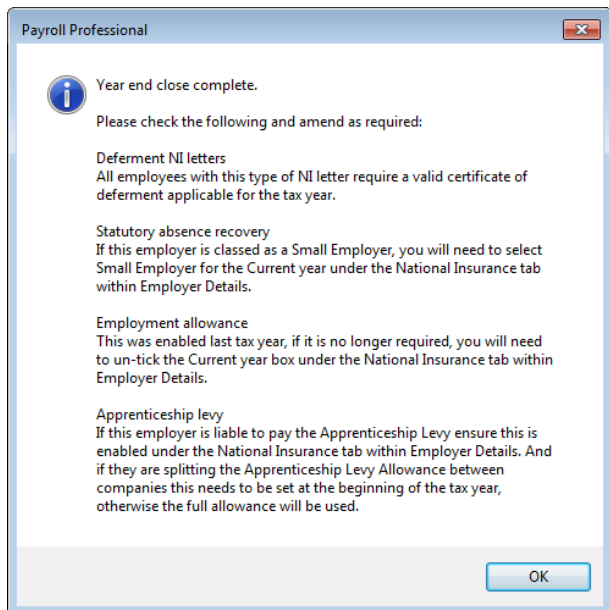 Payroll Professional
Year end close complete.
Please check the following and amend as required:
Deferment NI letters
All employees with this type of NI letter require a valid certificate of
deferment applicable for the tax year.
Statutory absence recovery
If this employer is classed as a Small Employer, you will need to select
Small Employer for the Current year under the National Insurance tab
within Employer Details.
Employment allowance
This was enabled last tax year, if it is no longer required, you will need
to un-tick the Current year box under the National Insurance tab within
Employer Details.
Apprenticeship levy
If this employer is liable to pay the Apprenticeship Levy ensure this is
enabled under the National Insurance tab within Employer Details. And
if they are splitting the Apprenticeship Levy Allowance between
companies this needs to be set at the beginning of the tax year,
otherwise the full allowance will be used.
OK